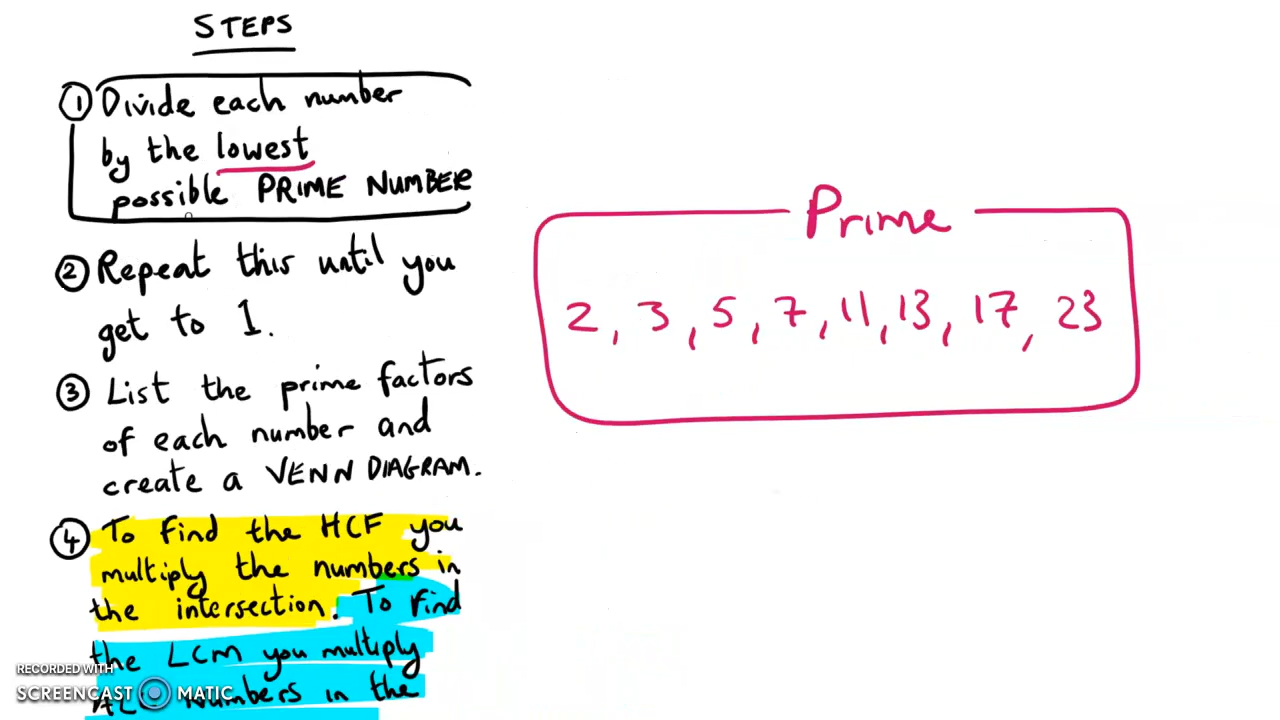 STEPS
① Divide each number
by the lowest
possible PRIME NUMBER
② Repeat this until you
get to 1.
③ List the prime factors
of each number and
create a VENN DIAGRAM.
④ To find the HCF you
multiply the numbers in
the intersection. To find
the LCM you multiply
numbers in the
RECORDED WITH
SCREENCAST MATIC
Prime
2, 3, 5, 7, 11, 13, 17, 23